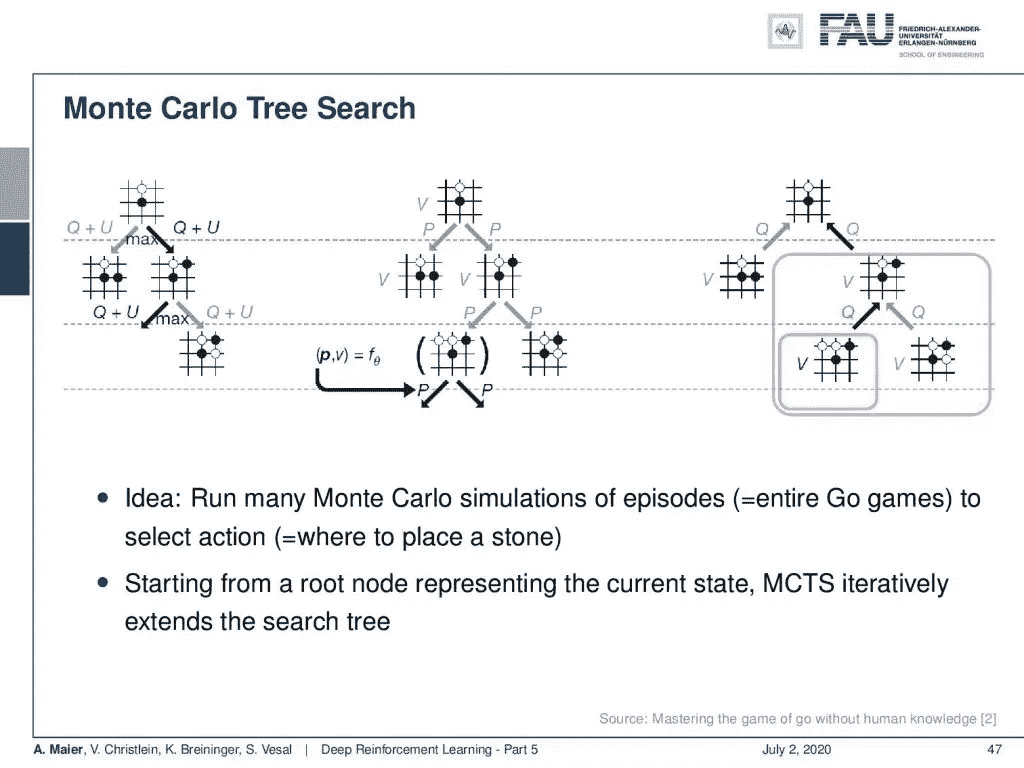 FAU
FRIEDRICH-ALEXANDER-
UNIVERSITÄT
ERLANGEN-NÜRNBERG
SCHOOL OF ENGINEERING
Monte Carlo Tree Search
Q + U max Q + U
Q + U max Q + U
V
P P
V V
P P
(p,v) = fθ ( )
P P
Q Q
V V
Q Q
V V
• Idea: Run many Monte Carlo simulations of episodes (=entire Go games) to
select action (=where to place a stone)
• Starting from a root node representing the current state, MCTS iteratively
extends the search tree
Source: Mastering the game of go without human knowledge [2]
A. Maier, V. Christlein, K. Breininger, S. Vesal | Deep Reinforcement Learning - Part 5 July 2, 2020 47